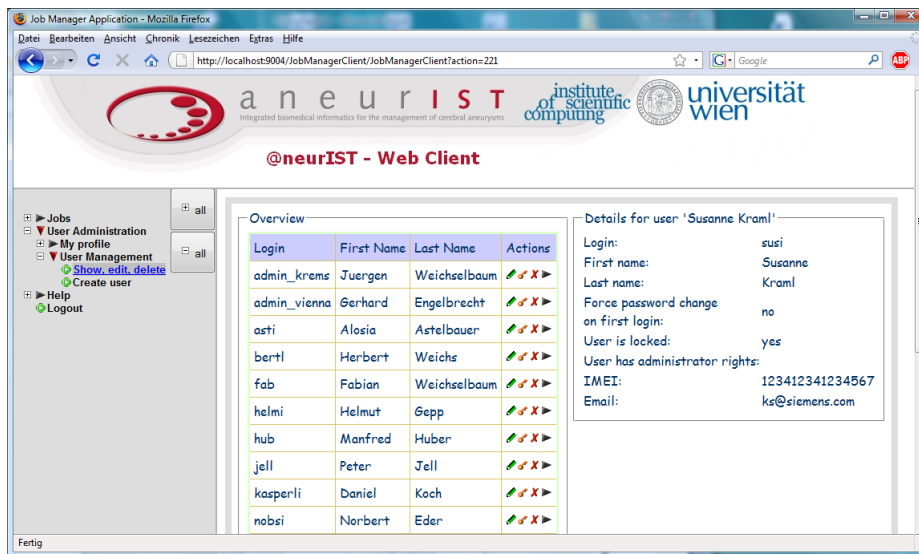 Job Manager Application - Mozilla Firefox
Datei Bearbeiten Ansicht Chronik Lesezeichen Extras Hilfe
http://localhost:9004/JobManagerClient/JobManagerClient?action=221
G Google
ABP
aneurIST
Integrated biomedical informatics for the management of cerebral aneurysms
institute of scientific computing
universität wien
@neurIST - Web Client
Jobs
User Administration
My profile
User Management
Show, edit, delete
Create user
Help
Logout
all
all
Overview
Login First Name Last Name Actions
admin_krems Juergen Weichselbaum
admin_vienna Gerhard Engelbrecht
asti Alosia Astelbauer
bertl Herbert Weichs
fab Fabian Weichselbaum
helmi Helmut Gepp
hub Manfred Huber
jell Peter Jell
kasperli Daniel Koch
nobsi Norbert Eder
Details for user 'Susanne Kraml'
Login: susi
First name: Susanne
Last name: Kraml
Force password change
on first login: no
User is locked: yes
User has administrator rights:
IMEI: 123412341234567
Email: ks@siemens.com
Fertig